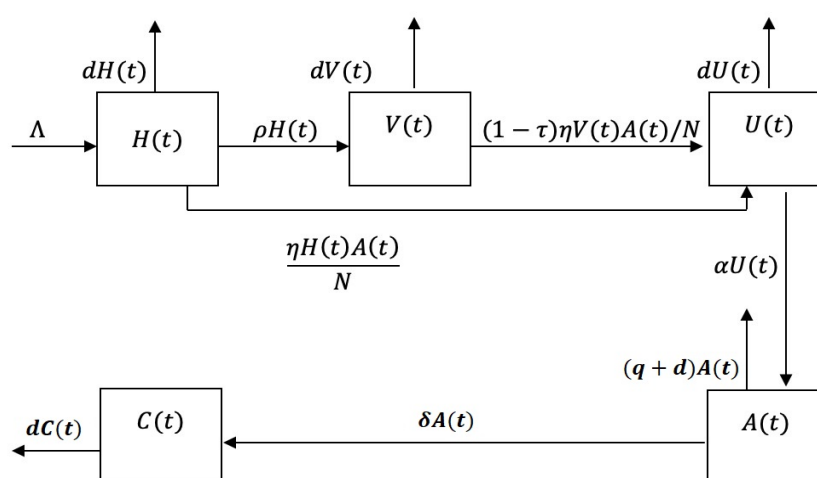 dH(t)
dV(t)
dU(t)
Λ
H(t)
ρH(t)
V(t)
(1 − τ)ηV(t)A(t)/N
U(t)
ηH(t)A(t)
N
αU(t)
(q + d)A(t)
dC(t)
C(t)
δA(t)
A(t)